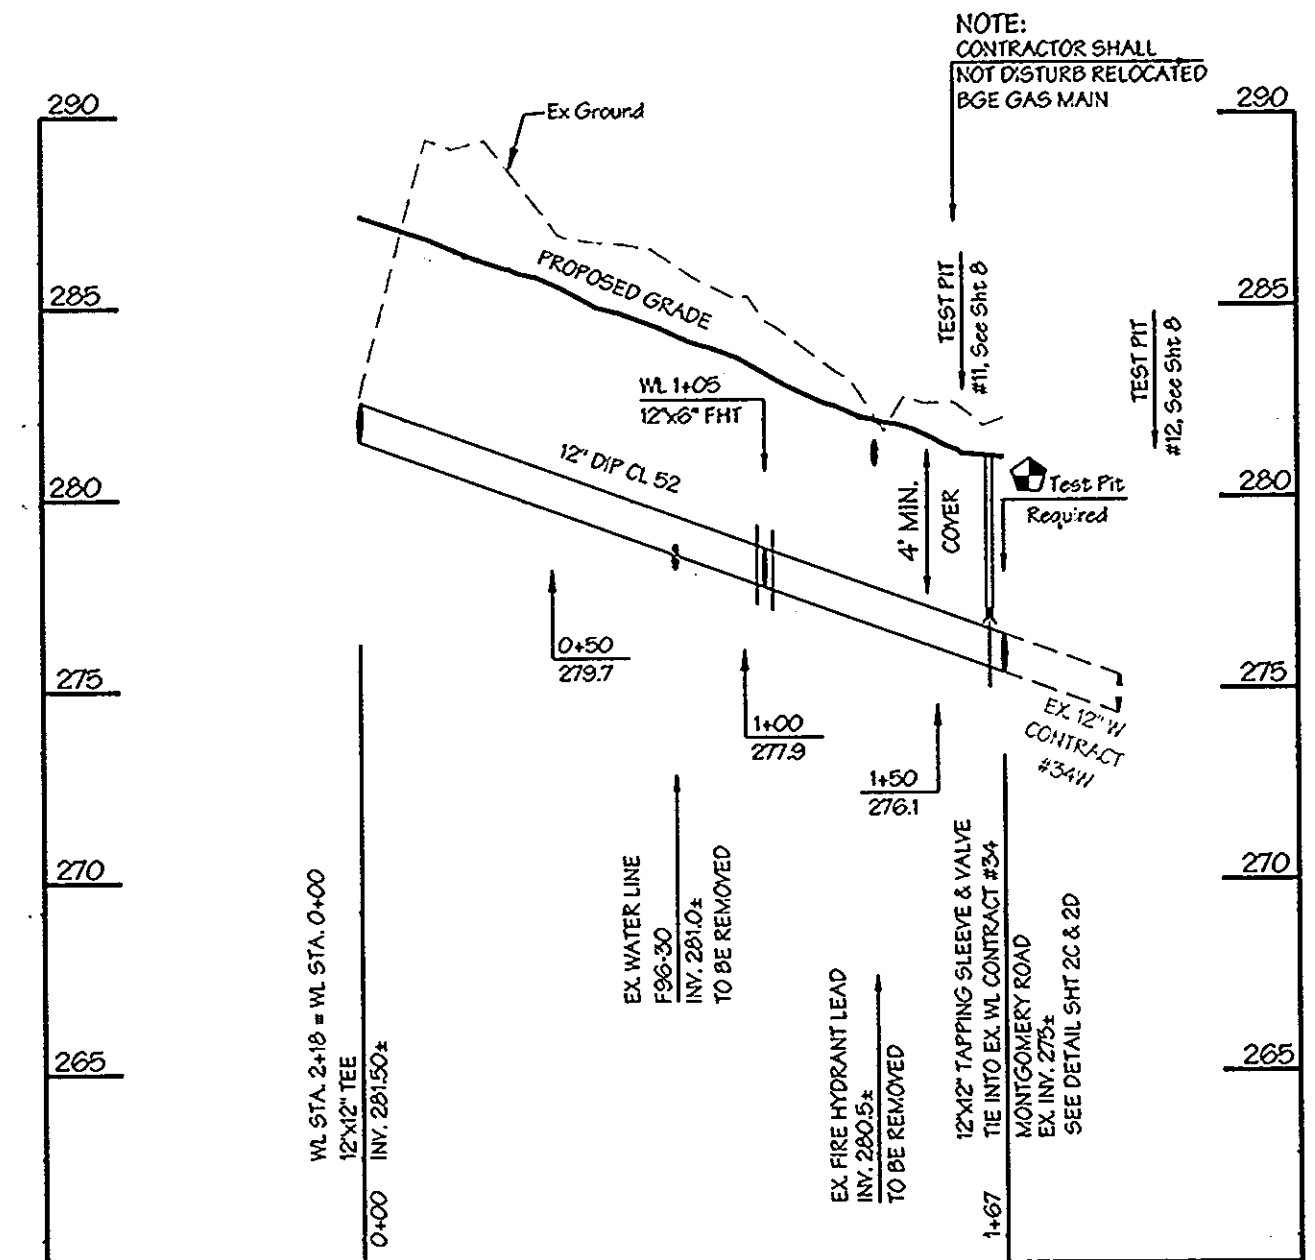 NOTE:
CONTRACTOR SHALL
NOT DISTURB RELOCATED
BGE GAS MAIN
290
290
Ex Ground
PROPOSED GRADE
285
285
TEST PIT
#11, See Sht 8
TEST PIT
#12, See Sht 8
WL 1+05
12"x6" FHT
12" DIP CL 52
280
280
4' MIN.
COVER
Test Pit
Required
0+50
279.7
275
275
1+00
277.9
EX. 12" W
CONTRACT
#34W
1+50
276.1
270
270
EX. WATER LINE
F96-30
INV. 281.0±
TO BE REMOVED
WL STA. 2+18 = WL STA. 0+00
12"X12" TEE
INV. 281.50±
0+00
EX. FIRE HYDRANT LEAD
INV. 280.5±
TO BE REMOVED
12"X12" TAPPING SLEEVE & VALVE
TIE INTO EX. WL CONTRACT #34
MONTGOMERY ROAD
EX. INV. 275±
SEE DETAIL SHT 2C & 2D
1+67
265
265